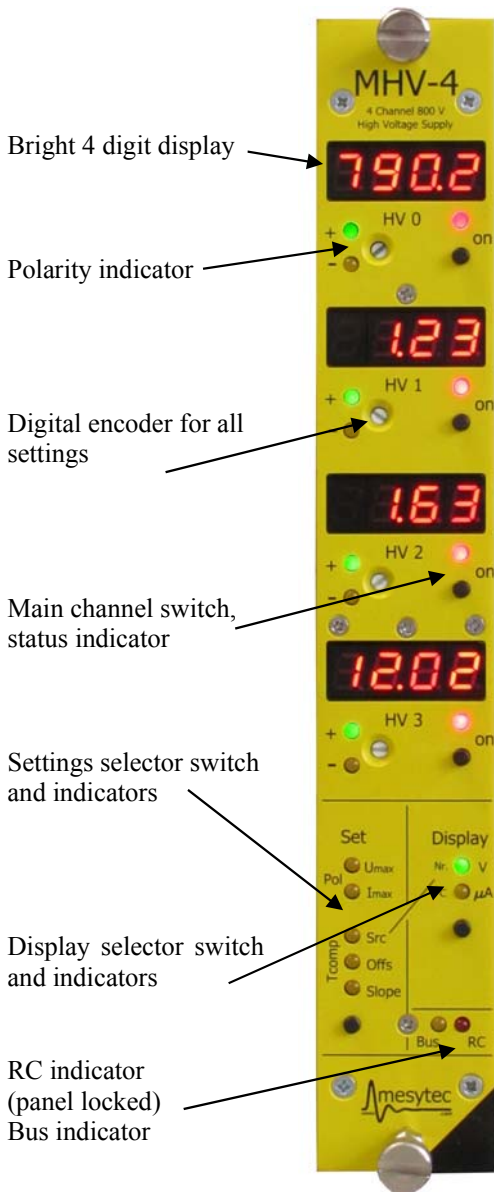 MHV-4
4 Channel 800 V
High Voltage Supply
Bright 4 digit display
790.2
HV 0
+
on
-
Polarity indicator
1.23
HV 1
+
on
-
Digital encoder for all
settings
1.63
HV 2
+
on
-
Main channel switch,
status indicator
12.02
HV 3
+
on
-
Settings selector switch
and indicators
Set
Display
Pol
Umax
Imax
Nr.
V
°C
µA
Tcomp
Src
Offs
Slope
Display selector switch
and indicators
Bus
RC
RC indicator
(panel locked)
Bus indicator
mesytec